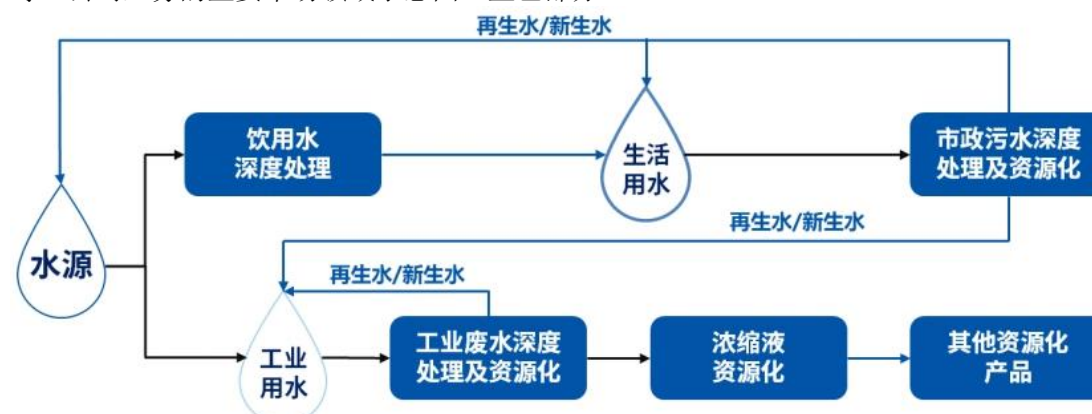 再生水/新生水
饮用水
深度处理
生活
用水
市政污水深度
处理及资源化
再生水/新生水
水源
再生水/新生水
工业
用水
工业废水深度
处理及资源化
浓缩液
资源化
其他资源化
产品